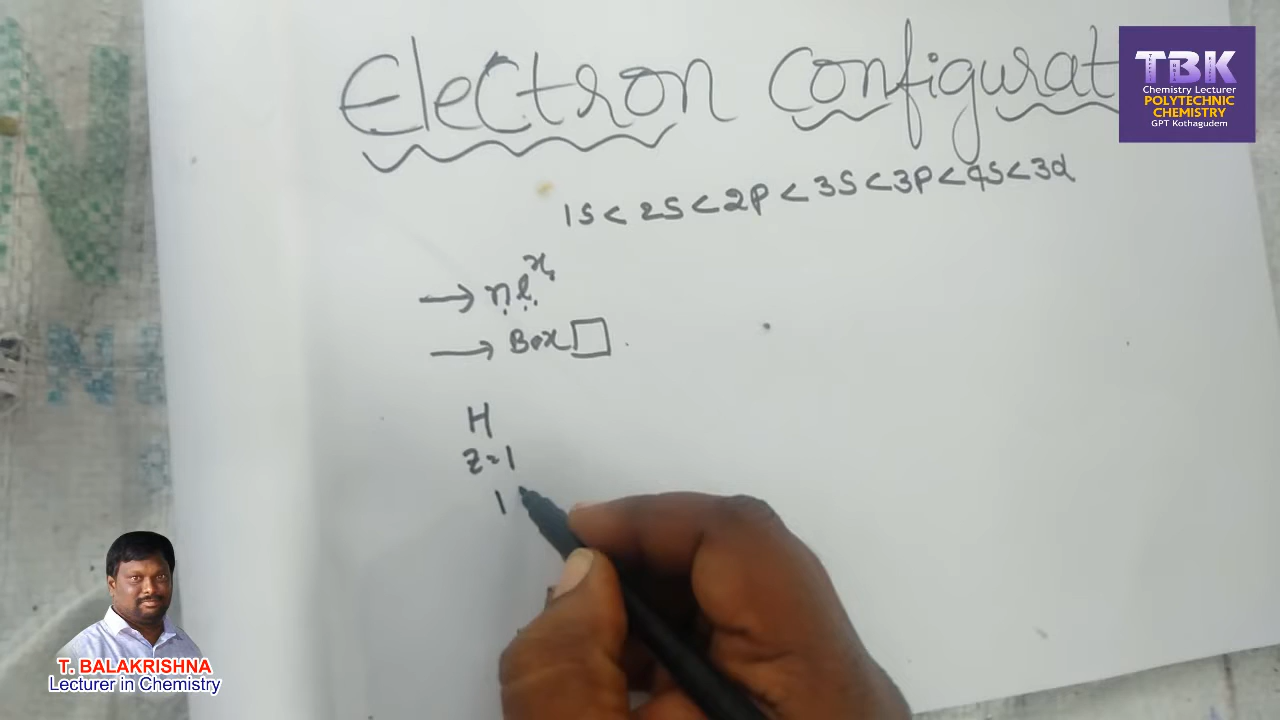 Electron Configurat
1S < 2S < 2P < 3S < 3P < 4S < 3d
→ nlˣ
→ Box □
H
Z=1
1
TBK
Chemistry Lecturer
POLYTECHNIC
CHEMISTRY
GPT Kothagudem
T. BALAKRISHNA
Lecturer in Chemistry